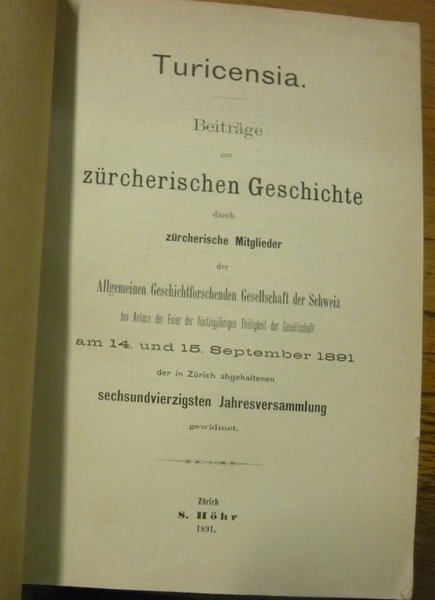 Turicensia.
Beiträge
zur
zürcherischen Geschichte
durch
zürcherische Mitglieder
der
Allgemeinen Geschichtforschenden Gesellschaft der Schweiz
bei Anlass der Feier der fünfzigjährigen Thätigkeit der Gesellschaft
am 14. und 15. September 1891
der in Zürich abgehaltenen
sechsundvierzigsten Jahresversammlung
gewidmet.
Zürich
S. Höhr
1891.